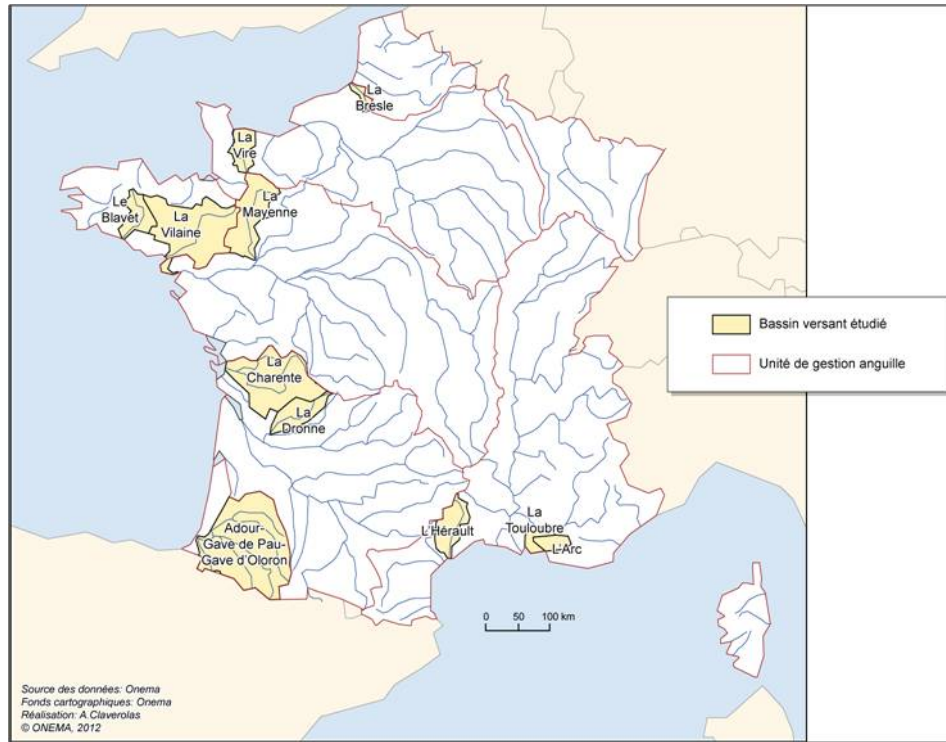 La
Bresle
La
Vire
La
Mayenne
Le
Blavet
La
Vilaine
Bassin versant étudié
Unité de gestion anguille
La
Charente
La
Dronne
Adour-
Gave de Pau-
Gave d'Oloron
L'Hérault
La
Touloubre
L'Arc
0 50 100 km
Source des données: Onema
Fonds cartographiques: Onema
Réalisation: A.Claverolas
© ONEMA, 2012